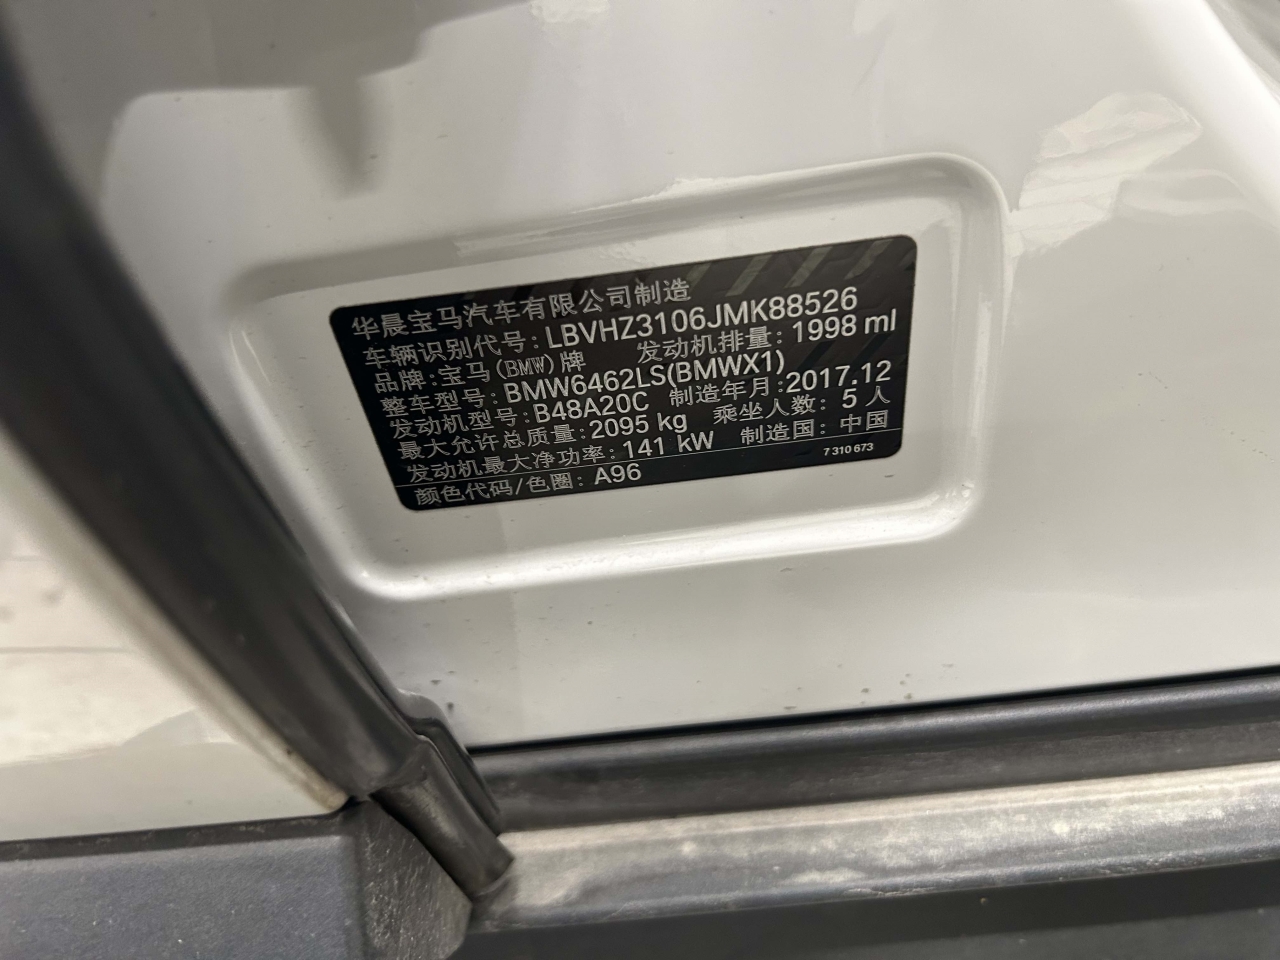 华晨宝马汽车有限公司制造
车辆识别代号: LBVHZ3106JMK88526
品牌: 宝马(BMW)牌 发动机排量: 1998 ml
整车型号: BMW6462LS(BMWX1)
发动机型号: B48A20C 制造年月: 2017.12
最大允许总质量: 2095 kg 乘坐人数: 5 人
发动机最大净功率: 141 kW 制造国: 中国
颜色代码/色圈: A96 7 310 673